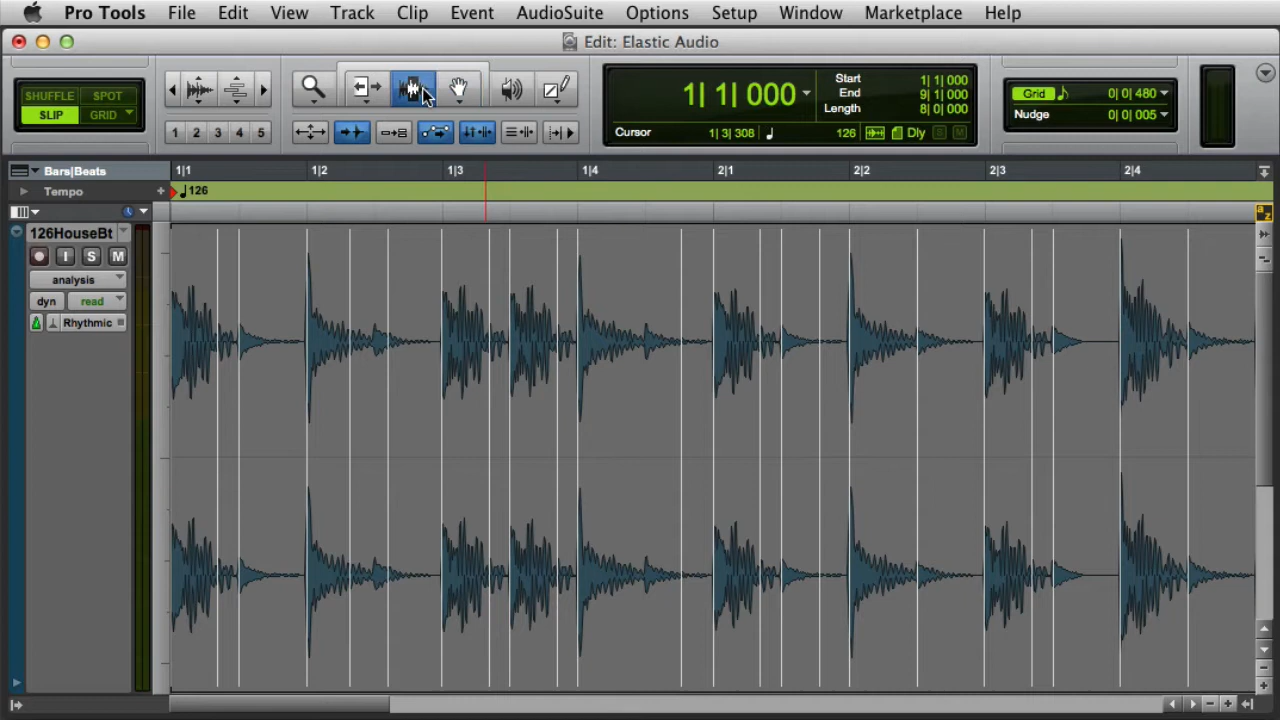 Pro Tools File Edit View Track Clip Event AudioSuite Options Setup Window Marketplace Help
Edit: Elastic Audio
SHUFFLE SPOT
SLIP GRID
1 2 3 4 5
1| 1| 000
Start 1| 1| 000
End 9| 1| 000
Length 8| 0| 000
Cursor 1| 3| 308 126 Dly S M
Grid 0| 0| 480
Nudge 0| 0| 005
Bars|Beats 1|1 1|2 1|3 1|4 2|1 2|2 2|3 2|4
Tempo + 126
a z
126HouseBt
I S M
analysis
dyn read
Rhythmic